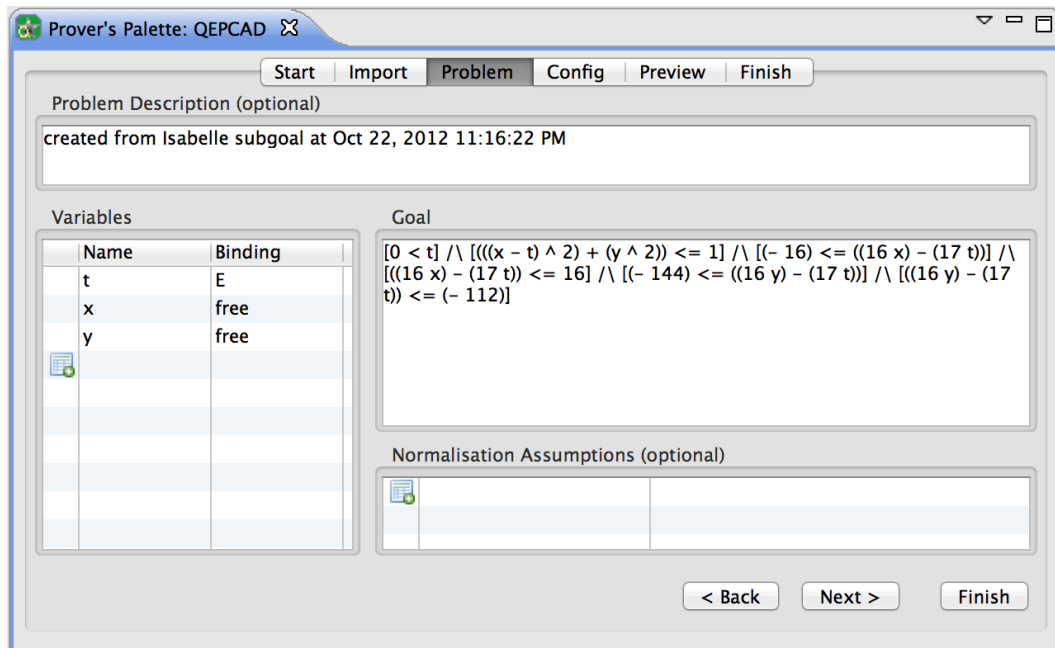 Prover's Palette: QEPCAD
Start Import Problem Config Preview Finish
Problem Description (optional)
created from Isabelle subgoal at Oct 22, 2012 11:16:22 PM
Variables
Name Binding
t E
x free
y free
Goal
[0 < t] /\ [(((x – t) ^ 2) + (y ^ 2)) <= 1] /\ [(– 16) <= ((16 x) – (17 t))] /\
[((16 x) – (17 t)) <= 16] /\ [(– 144) <= ((16 y) – (17 t))] /\ [((16 y) – (17
t)) <= (– 112)]
Normalisation Assumptions (optional)
< Back Next > Finish